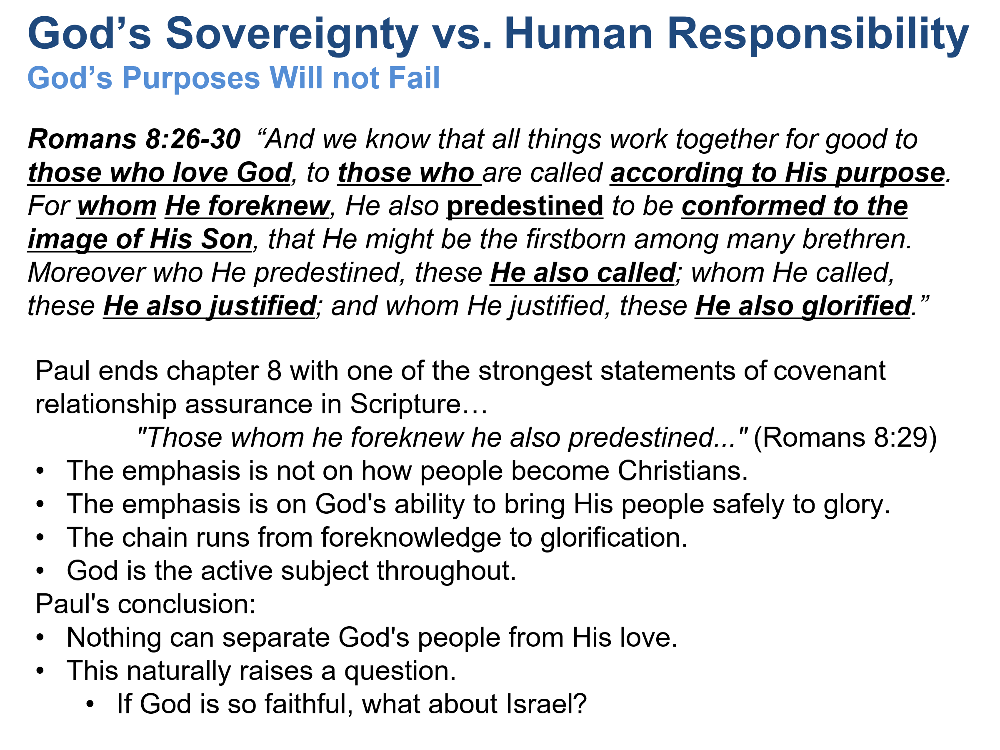 God’s Sovereignty vs. Human Responsibility
God’s Purposes Will not Fail
Romans 8:26-30  “And we know that all things work together for good to
those who love God, to those who are called according to His purpose.
For whom He foreknew, He also predestined to be conformed to the
image of His Son, that He might be the firstborn among many brethren.
Moreover who He predestined, these He also called; whom He called,
these He also justified; and whom He justified, these He also glorified.”
Paul ends chapter 8 with one of the strongest statements of covenant
relationship assurance in Scripture…
"Those whom he foreknew he also predestined..." (Romans 8:29)
• The emphasis is not on how people become Christians.
• The emphasis is on God's ability to bring His people safely to glory.
• The chain runs from foreknowledge to glorification.
• God is the active subject throughout.
Paul's conclusion:
• Nothing can separate God's people from His love.
• This naturally raises a question.
• If God is so faithful, what about Israel?